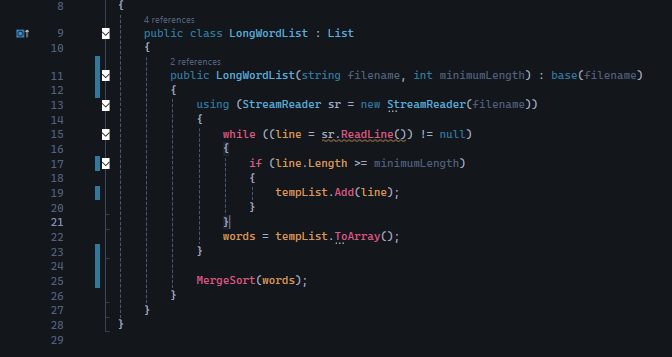 8 {
4 references
9 public class LongWordList : List
10 {
2 references
11 public LongWordList(string filename, int minimumLength) : base(filename)
12 {
13 using (StreamReader sr = new StreamReader(filename))
14 {
15 while ((line = sr.ReadLine()) != null)
16 {
17 if (line.Length >= minimumLength)
18 {
19 tempList.Add(line);
20 }
21 }
22 words = tempList.ToArray();
23 }
24
25 MergeSort(words);
26 }
27 }
28 }
29